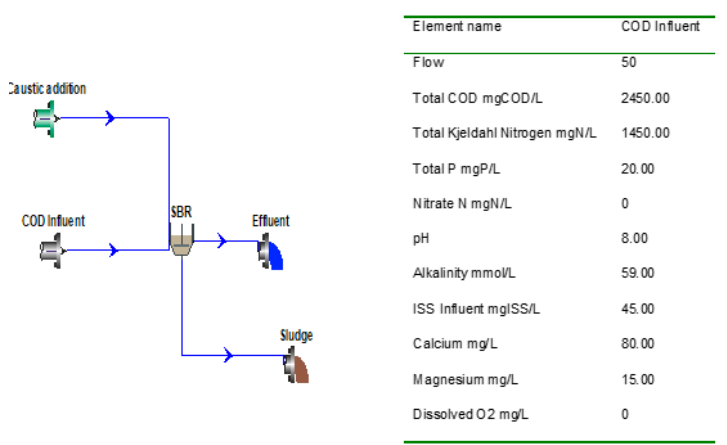 Caustic addition
COD Influent
SBR
Effluent
Sludge
Element name COD Influent
Flow 50
Total COD mgCOD/L 2450.00
Total Kjeldahl Nitrogen mgN/L 1450.00
Total P mgP/L 20.00
Nitrate N mgN/L 0
pH 8.00
Alkalinity mmol/L 59.00
ISS Influent mgISS/L 45.00
Calcium mg/L 80.00
Magnesium mg/L 15.00
Dissolved O2 mg/L 0